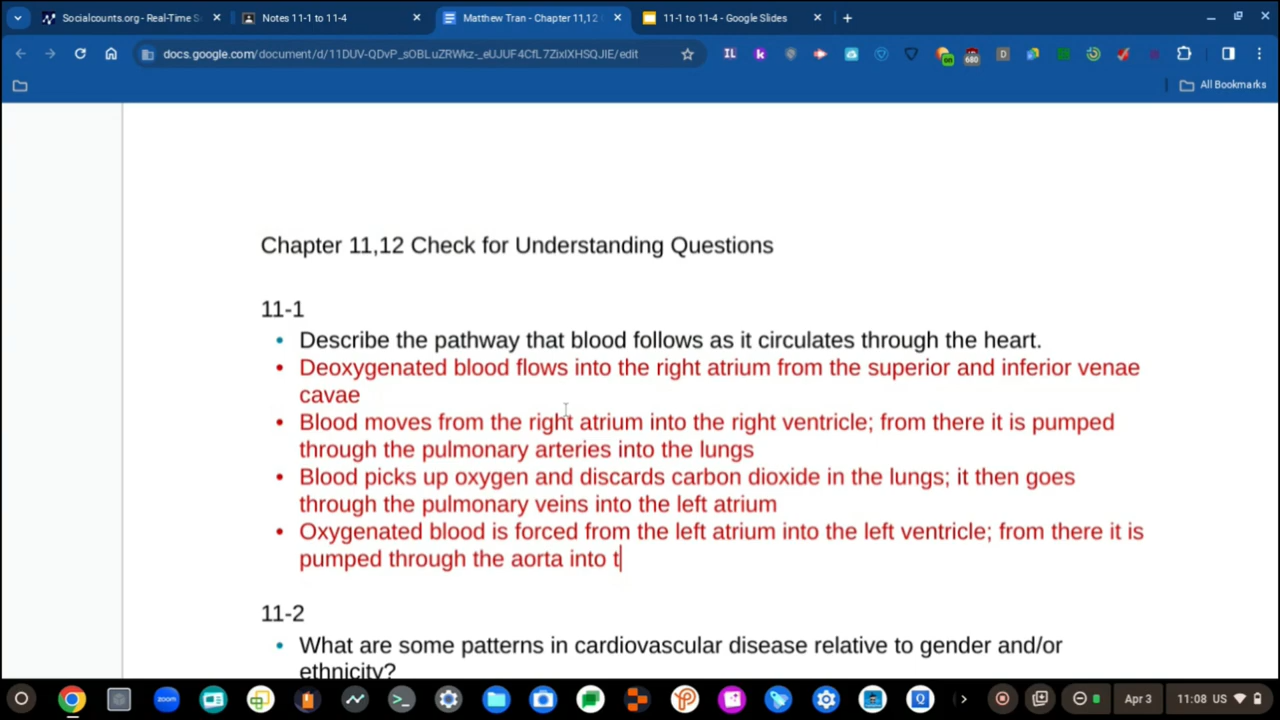 Socialcounts.org - Real-Time S
Notes 11-1 to 11-4
Matthew Tran - Chapter 11,12
11-1 to 11-4 - Google Slides
docs.google.com/document/d/11DUV-QDvP_sOBLuZRWkz-_eUJUF4CfL7ZixIXHSQJIE/edit
IL
k
D
on
680
All Bookmarks
Chapter 11,12 Check for Understanding Questions
11-1
• Describe the pathway that blood follows as it circulates through the heart.
• Deoxygenated blood flows into the right atrium from the superior and inferior venae
cavae
• Blood moves from the right atrium into the right ventricle; from there it is pumped
through the pulmonary arteries into the lungs
• Blood picks up oxygen and discards carbon dioxide in the lungs; it then goes
through the pulmonary veins into the left atrium
• Oxygenated blood is forced from the left atrium into the left ventricle; from there it is
pumped through the aorta into t
11-2
• What are some patterns in cardiovascular disease relative to gender and/or
ethnicity?
zoom
Q
Apr 3
11:08 US